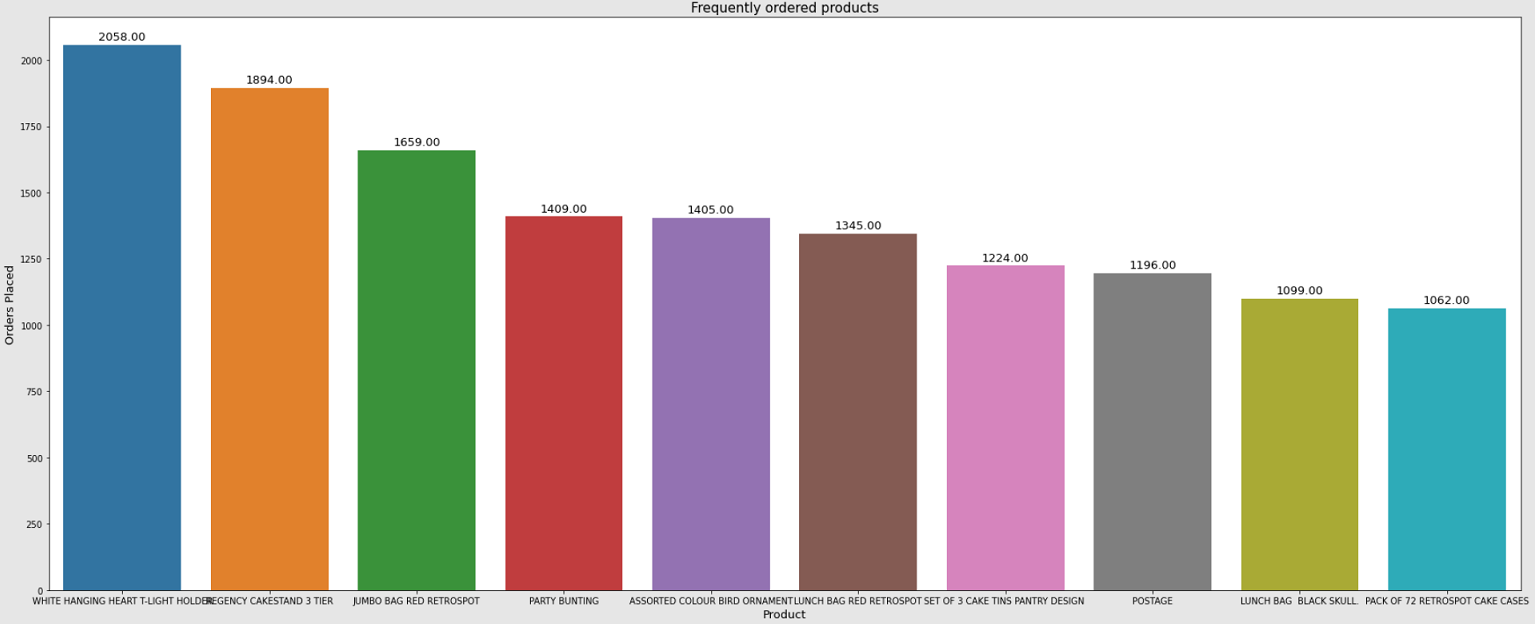 Frequently ordered products
2058.00
1894.00
1659.00
1409.00
1405.00
1345.00
1224.00
1196.00
1099.00
1062.00
Orders Placed
2000
1750
1500
1250
1000
750
500
250
0
WHITE HANGING HEART T-LIGHT HOLDER
REGENCY CAKESTAND 3 TIER
JUMBO BAG RED RETROSPOT
PARTY BUNTING
ASSORTED COLOUR BIRD ORNAMENT
LUNCH BAG RED RETROSPOT
SET OF 3 CAKE TINS PANTRY DESIGN
POSTAGE
LUNCH BAG  BLACK SKULL.
PACK OF 72 RETROSPOT CAKE CASES
Product